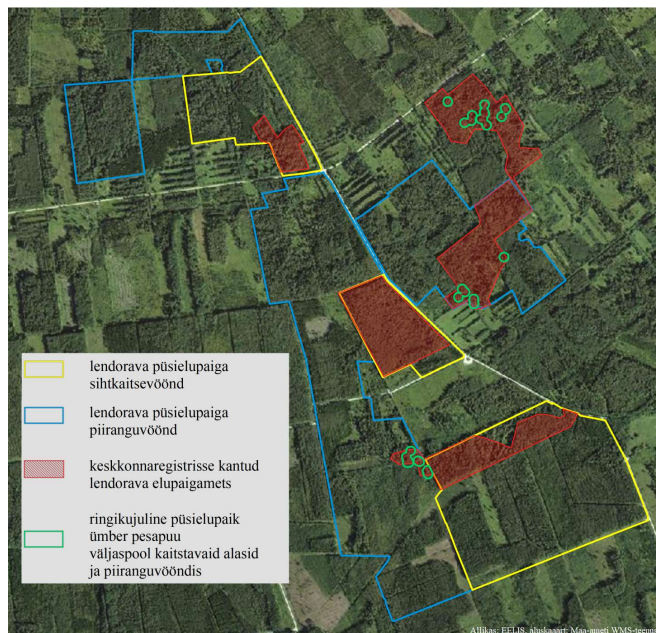 lendorava püsielupaiga
sihtkaitsevöönd
lendorava püsielupaiga
piiranguvöönd
keskkonnaregistrisse kantud
lendorava elupaigamets
ringikujuline püsielupaik
ümber pesapuu
väljaspool kaitstavaid alasid
ja piiranguvööndis
Allikas: EELIS, aluskaaart: Maa-ameti WMS-teenus